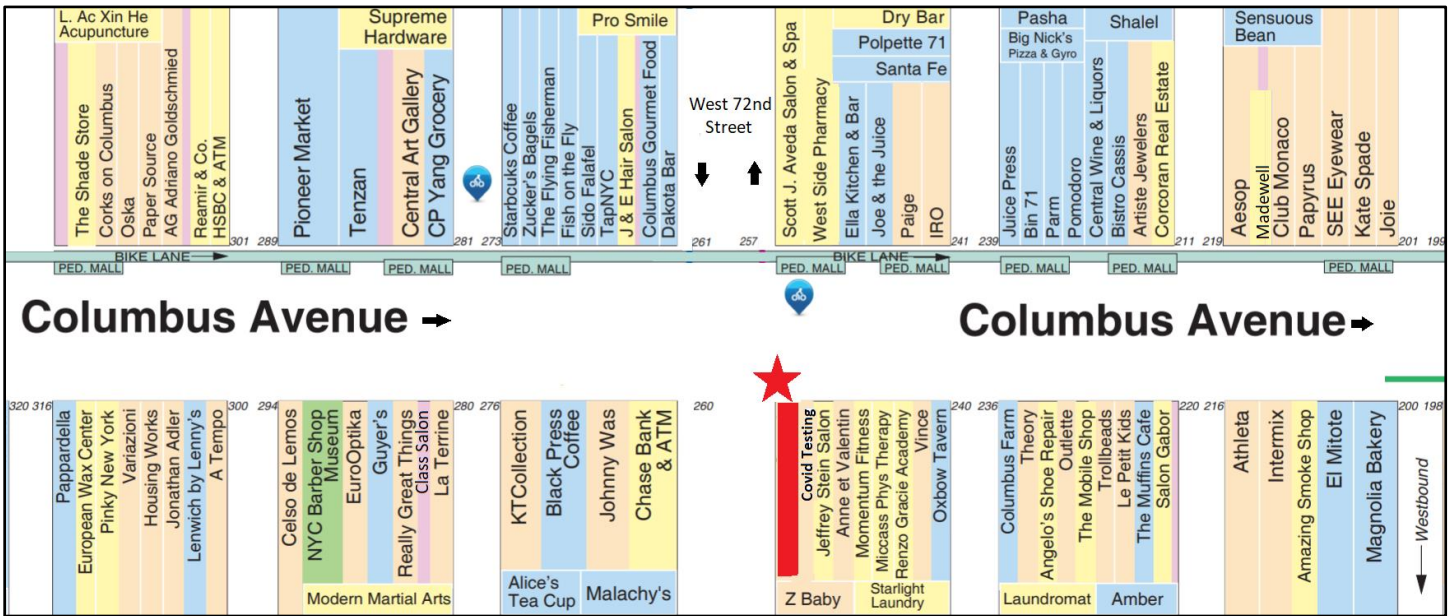 L. Ac Xin He
Acupuncture
The Shade Store
Corks on Columbus
Oska
Paper Source
AG Adriano Goldschmied
Reamir & Co.
HSBC & ATM
301
289
Supreme
Hardware
Pioneer Market
Tenzan
Central Art Gallery
CP Yang Grocery
281
273
Pro Smile
Starbucks Coffee
Zucker's Bagels
The Flying Fisherman
Fish on the Fly
Sido Falafel
TapNYC
J & E Hair Salon
Columbus Gourmet Food
Dakota Bar
261
West 72nd
Street
257
Dry Bar
Polpette 71
Santa Fe
Scott J. Aveda Salon & Spa
West Side Pharmacy
Ella Kitchen & Bar
Joe & the Juice
Paige
IRO
241
239
Pasha
Big Nick's
Pizza & Gyro
Shalel
Juice Press
Bin 71
Parm
Pomodoro
Central Wine & Liquors
Bistro Cassis
Artiste Jewelers
Corcoran Real Estate
211
219
Sensuous
Bean
Aesop
Madewell
Club Monaco
Papyrus
SEE Eyewear
Kate Spade
Joie
201
199
BIKE LANE
BIKE LANE
PED. MALL
PED. MALL
PED. MALL
PED. MALL
PED. MALL
PED. MALL
PED. MALL
PED. MALL
PED. MALL
PED. MALL
Columbus Avenue
Columbus Avenue
320
316
Pappardella
European Wax Center
Pinky New York
Variazioni
Housing Works
Jonathan Adler
Lenwich by Lenny's
A Tempo
300
294
Celso de Lemos
NYC Barber Shop
Museum
EuroOptika
Guyer's
Really Great Things
Class Salon
La Terrine
280
Modern Martial Arts
276
KTCollection
Black Press
Coffee
Johnny Was
Chase Bank
& ATM
260
Alice's
Tea Cup
Malachy's
Covid Testing
Jeffrey Stein Salon
Anne et Valentin
Momentum Fitness
Miccass Phys Therapy
Renzo Gracie Academy
Vince
Oxbow Tavern
240
Z Baby
Starlight
Laundry
236
Columbus Farm
Theory
Angelo's Shoe Repair
Outlette
The Mobile Shop
Trollbeads
Le Petit Kids
The Muffins Cafe
Salon Gabor
220
Laundromat
Amber
216
Athleta
Intermix
Amazing Smoke Shop
El Mitote
Magnolia Bakery
200
198
Westbound